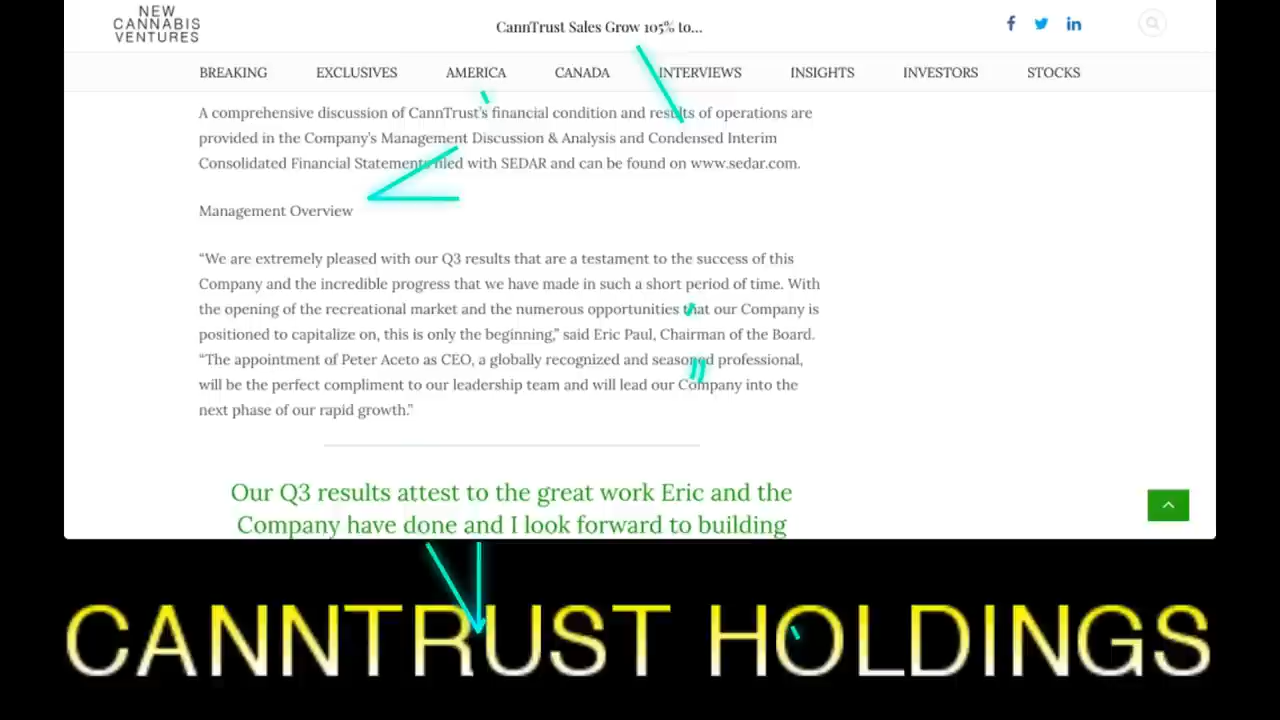 NEW
CANNABIS
VENTURES
CannTrust Sales Grow 105% to...
BREAKING EXCLUSIVES AMERICA CANADA INTERVIEWS INSIGHTS INVESTORS STOCKS
A comprehensive discussion of CannTrust's financial condition and results of operations are
provided in the Company's Management Discussion & Analysis and Condensed Interim
Consolidated Financial Statements filed with SEDAR and can be found on www.sedar.com.
Management Overview
“We are extremely pleased with our Q3 results that are a testament to the success of this
Company and the incredible progress that we have made in such a short period of time. With
the opening of the recreational market and the numerous opportunities that our Company is
positioned to capitalize on, this is only the beginning,” said Eric Paul, Chairman of the Board.
“The appointment of Peter Aceto as CEO, a globally recognized and seasoned professional,
will be the perfect compliment to our leadership team and will lead our Company into the
next phase of our rapid growth.”
Our Q3 results attest to the great work Eric and the
Company have done and I look forward to building
CANNTRUST HOLDINGS